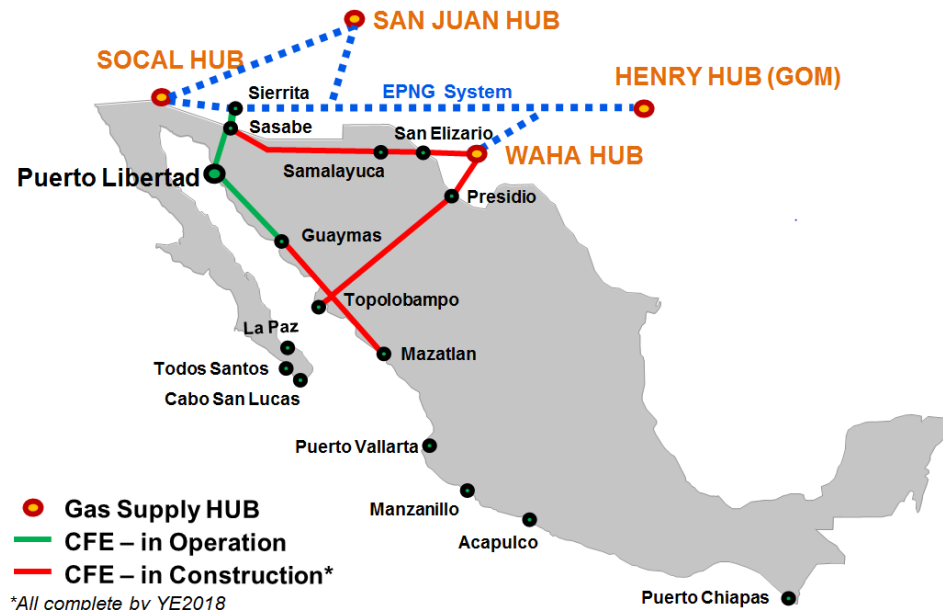 SAN JUAN HUB
SOCAL HUB
HENRY HUB (GOM)
Sierrita
EPNG System
Sasabe
San Elizario
WAHA HUB
Samalayuca
Puerto Libertad
Presidio
Guaymas
Topolobampo
La Paz
Mazatlan
Todos Santos
Cabo San Lucas
Puerto Vallarta
Manzanillo
Acapulco
Puerto Chiapas
Gas Supply HUB
CFE – in Operation
CFE – in Construction*
*All complete by YE2018